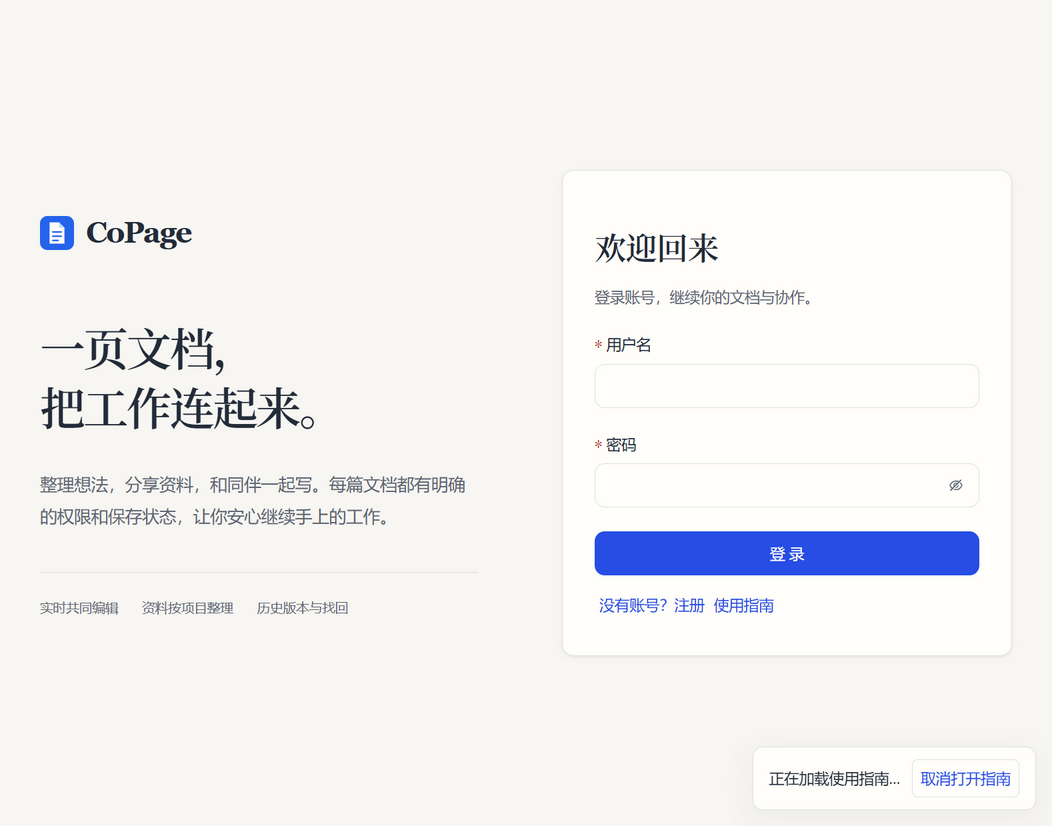 CoPage
一页文档，
把工作连起来。
整理想法，分享资料，和同伴一起写。每篇文档都有明确
的权限和保存状态，让你安心继续手上的工作。
实时共同编辑 资料按项目整理 历史版本与找回
欢迎回来
登录账号，继续你的文档与协作。
* 用户名
* 密码
登录
没有账号？注册 使用指南
正在加载使用指南... 取消打开指南